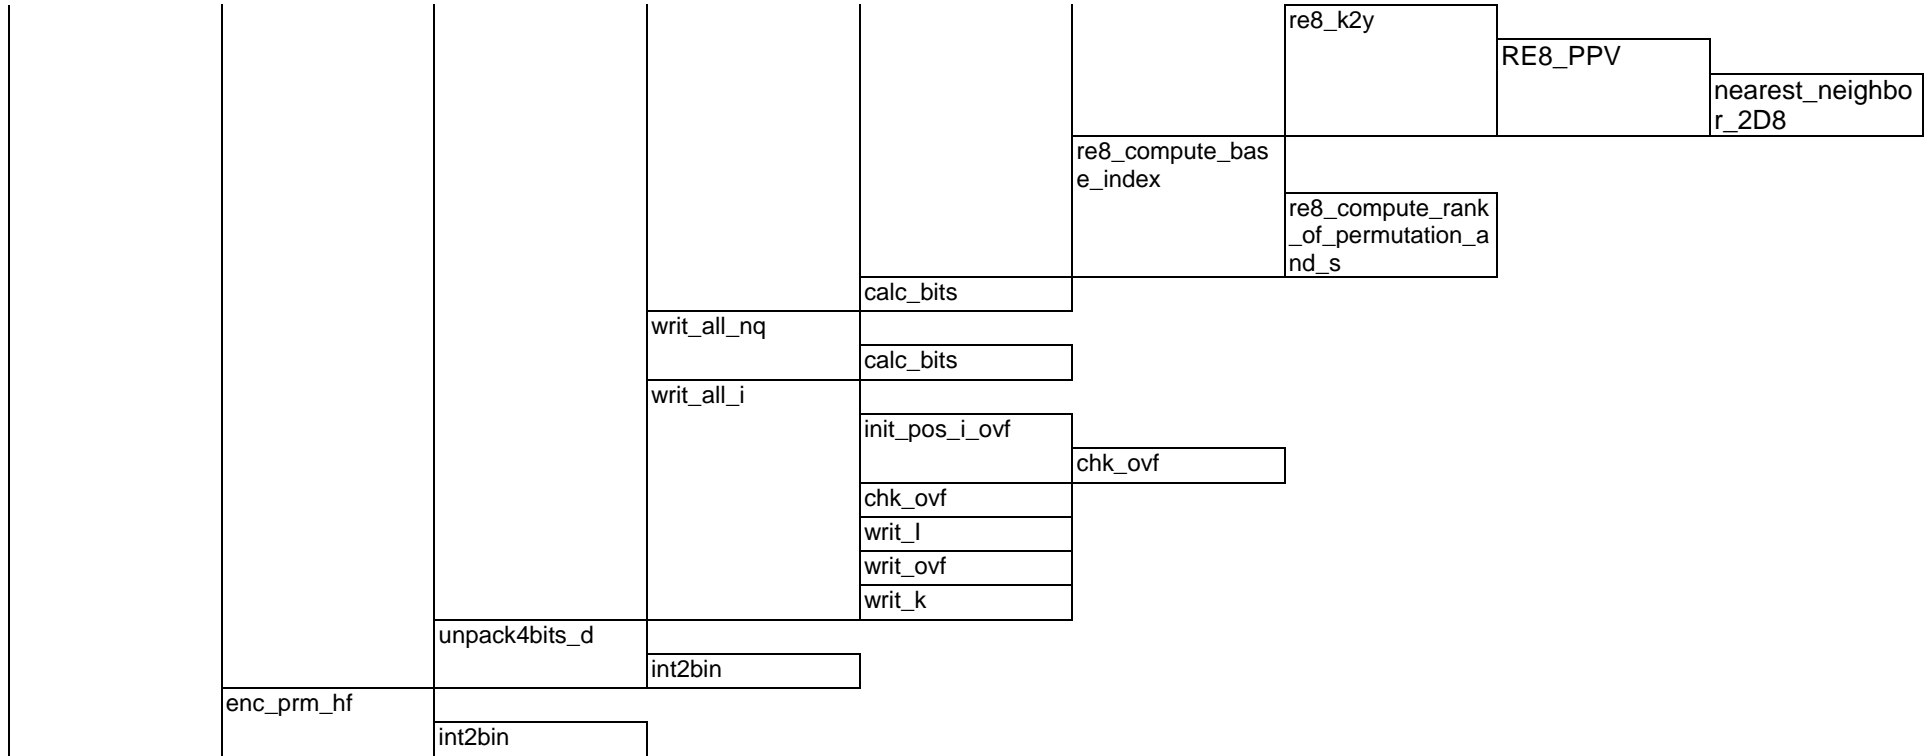 re8_k2y
RE8_PPV
nearest_neighbo
r_2D8
re8_compute_bas
e_index
re8_compute_rank
_of_permutation_a
nd_s
calc_bits
writ_all_nq
calc_bits
writ_all_i
init_pos_i_ovf
chk_ovf
chk_ovf
writ_I
writ_ovf
writ_k
unpack4bits_d
int2bin
enc_prm_hf
int2bin